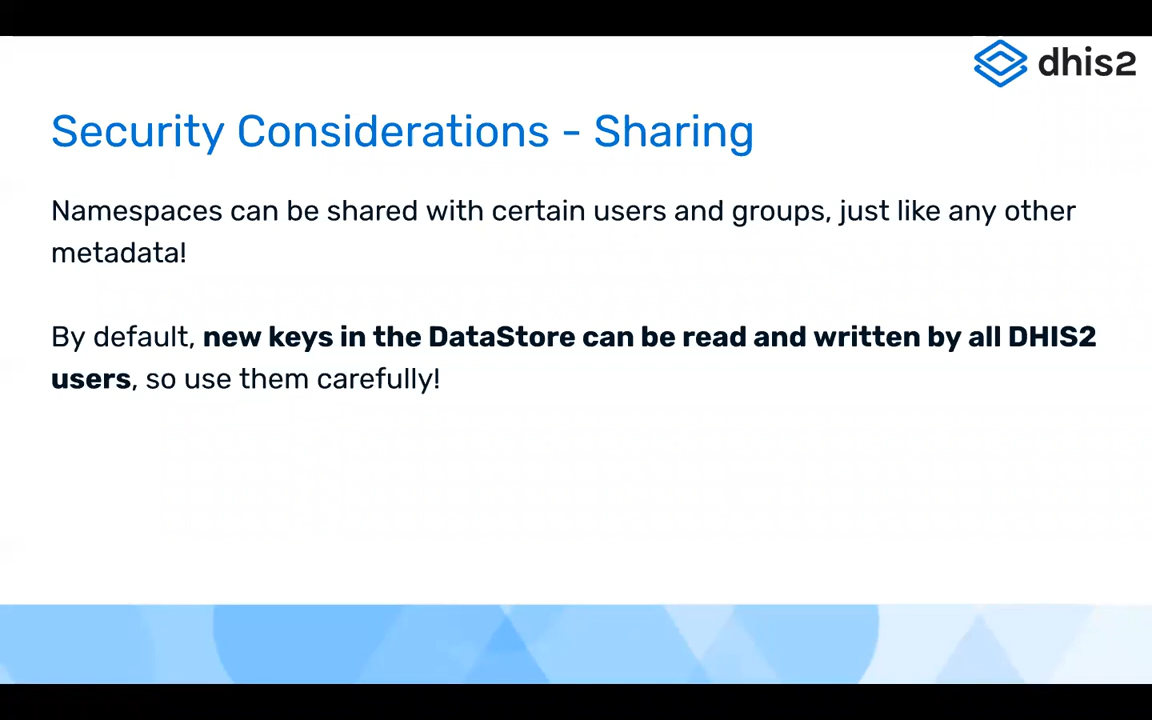 dhis2
Security Considerations - Sharing
Namespaces can be shared with certain users and groups, just like any other
metadata!
By default, new keys in the DataStore can be read and written by all DHIS2
users, so use them carefully!